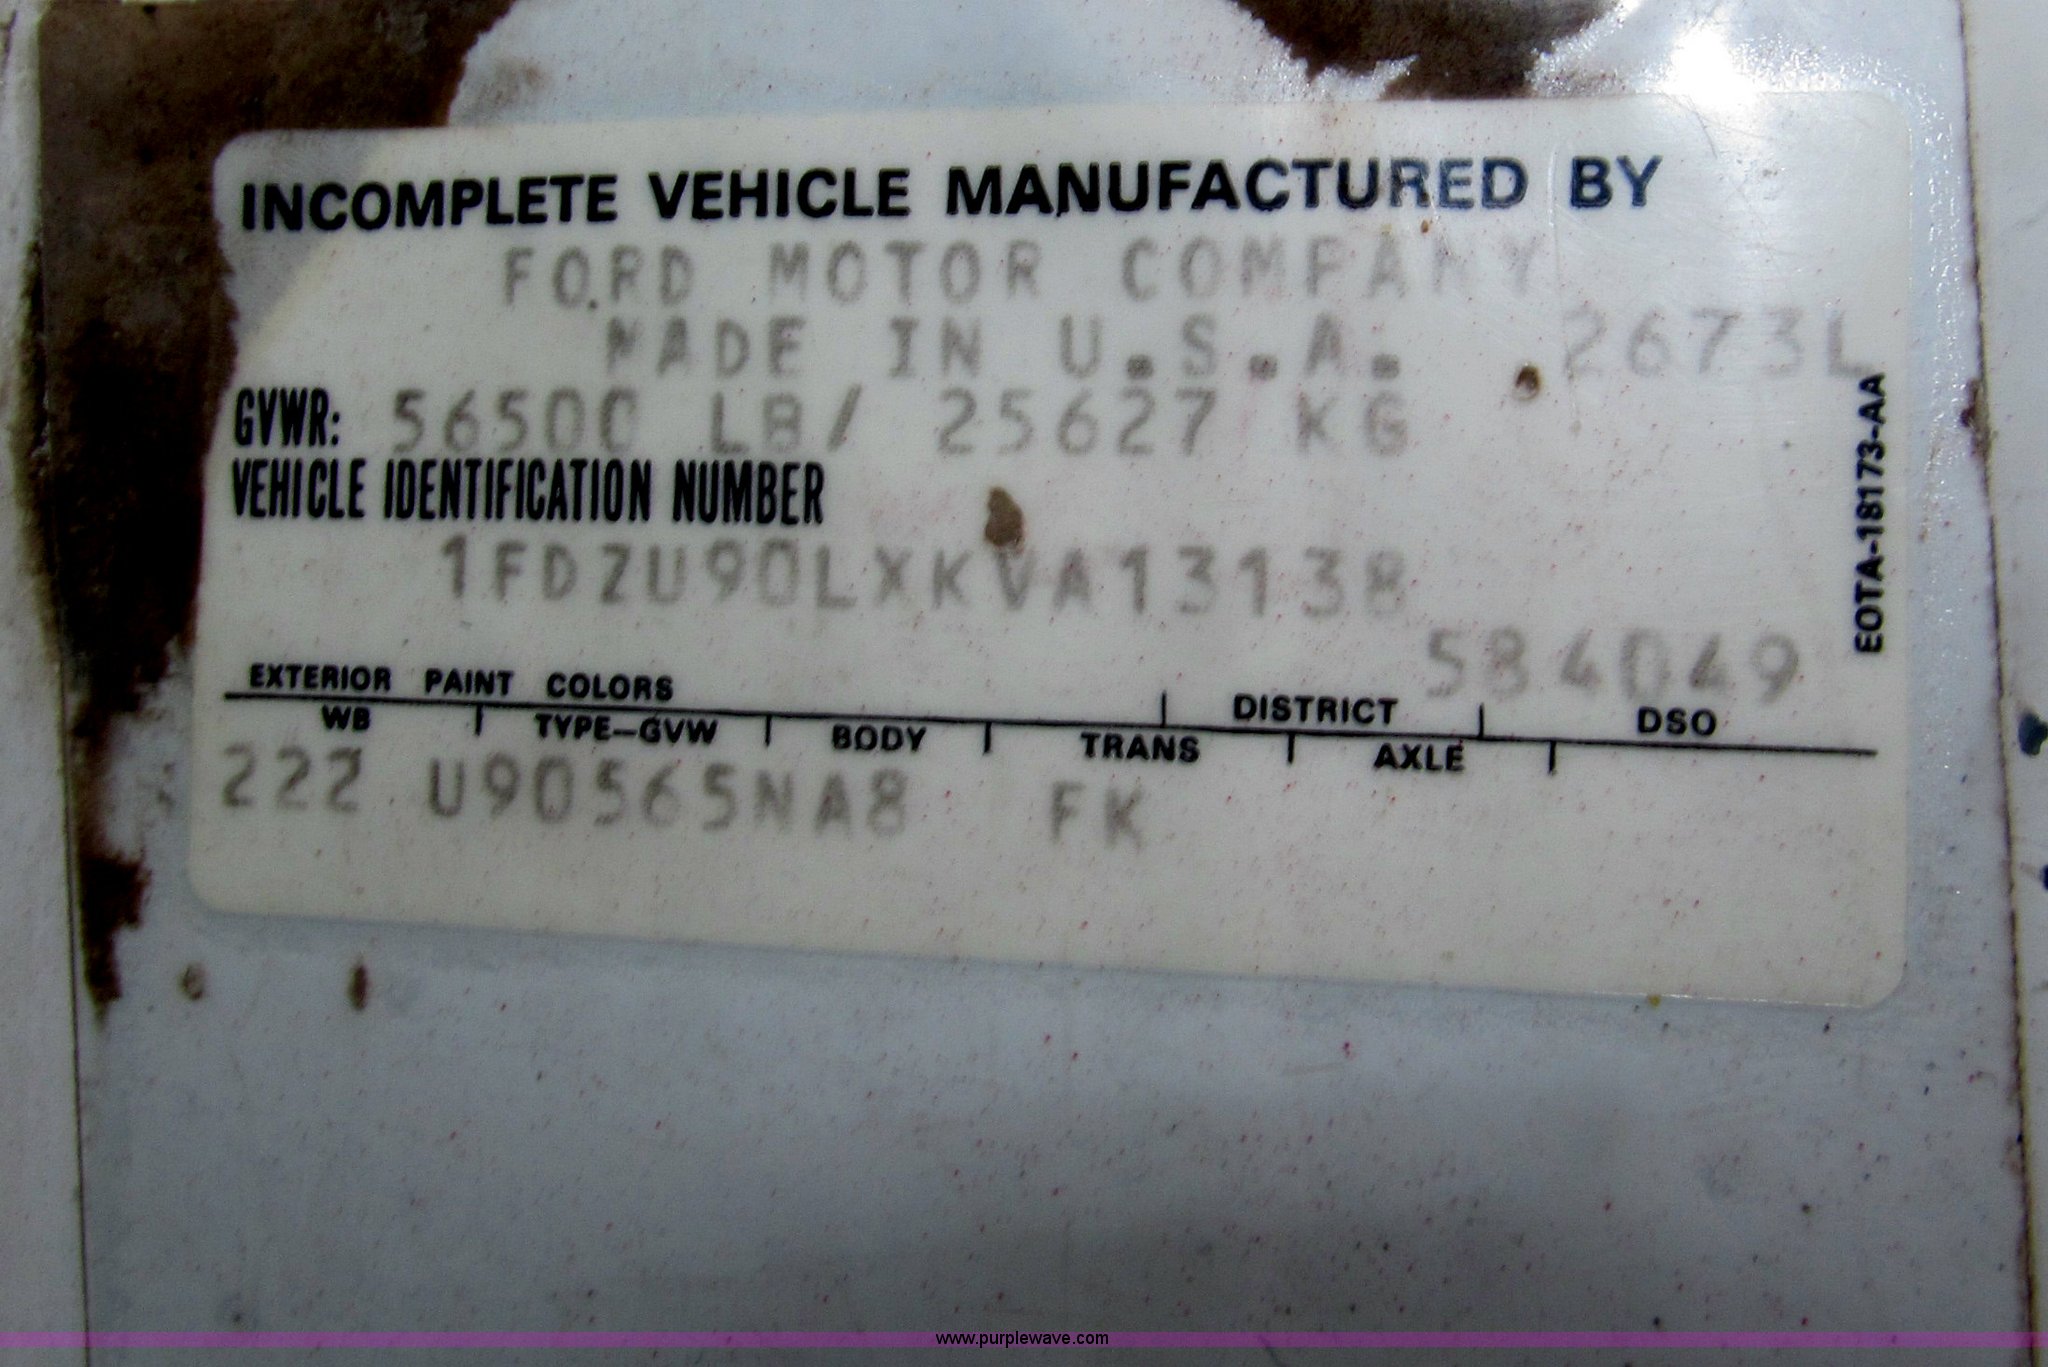 INCOMPLETE VEHICLE MANUFACTURED BY
FORD MOTOR COMPANY
MADE IN U.S.A. 2673L
GVWR: 56500 LB/ 25627 KG
VEHICLE IDENTIFICATION NUMBER
1FDZU90LXKVA13138
584049
EXTERIOR PAINT COLORS DISTRICT DSO
WB TYPE-GVW BODY TRANS AXLE
222 U90565NA8 FK
EOTA-18173-AA
www.purplewave.com